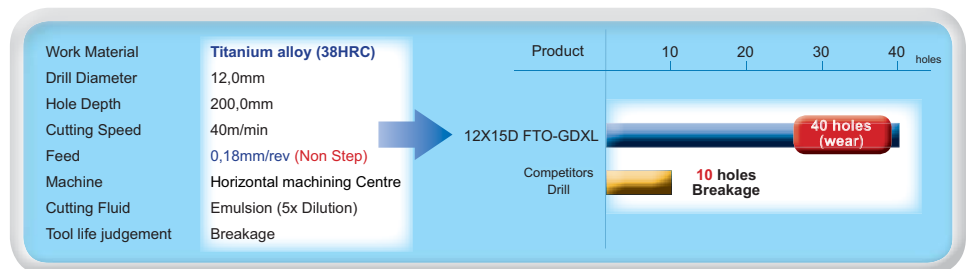 Work Material Titanium alloy (38HRC)
Drill Diameter 12,0mm
Hole Depth 200,0mm
Cutting Speed 40m/min
Feed 0,18mm/rev (Non Step)
Machine Horizontal machining Centre
Cutting Fluid Emulsion (5x Dilution)
Tool life judgement Breakage
Product 10 20 30 40 holes
12X15D FTO-GDXL 40 holes
(wear)
Competitors
Drill
10 holes
Breakage